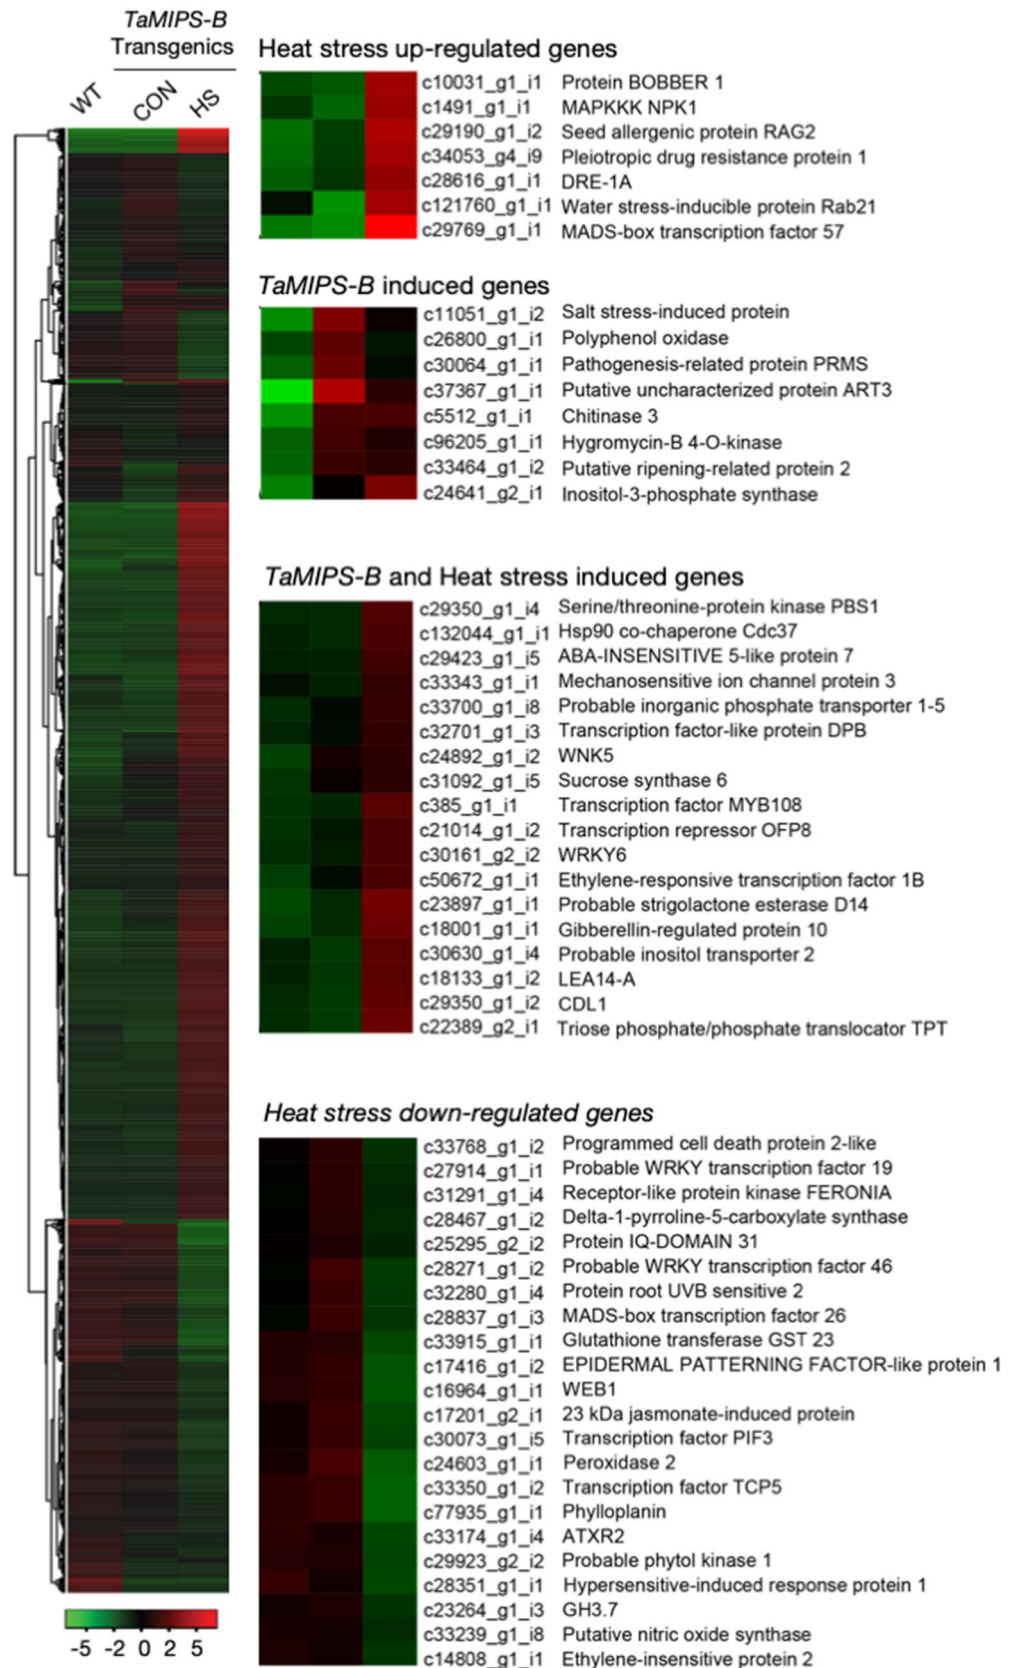 TaMIPS-B
Transgenics
WT CON HS
Heat stress up-regulated genes
c10031_g1_i1 Protein BOBBER 1
c1491_g1_i1 MAPKKK NPK1
c29190_g1_i2 Seed allergenic protein RAG2
c34053_g4_i9 Pleiotropic drug resistance protein 1
c28616_g1_i1 DRE-1A
c121760_g1_i1 Water stress-inducible protein Rab21
c29769_g1_i1 MADS-box transcription factor 57
TaMIPS-B induced genes
c11051_g1_i2 Salt stress-induced protein
c26800_g1_i1 Polyphenol oxidase
c30064_g1_i1 Pathogenesis-related protein PRMS
c37367_g1_i1 Putative uncharacterized protein ART3
c5512_g1_i1 Chitinase 3
c96205_g1_i1 Hygromycin-B 4-O-kinase
c33464_g1_i2 Putative ripening-related protein 2
c24641_g2_i1 Inositol-3-phosphate synthase
TaMIPS-B and Heat stress induced genes
c29350_g1_i4 Serine/threonine-protein kinase PBS1
c132044_g1_i1 Hsp90 co-chaperone Cdc37
c29423_g1_i5 ABA-INSENSITIVE 5-like protein 7
c33343_g1_i1 Mechanosensitive ion channel protein 3
c33700_g1_i8 Probable inorganic phosphate transporter 1-5
c32701_g1_i3 Transcription factor-like protein DPB
c24892_g1_i2 WNK5
c31092_g1_i5 Sucrose synthase 6
c385_g1_i1 Transcription factor MYB108
c21014_g1_i2 Transcription repressor OFP8
c30161_g2_i2 WRKY6
c50672_g1_i1 Ethylene-responsive transcription factor 1B
c23897_g1_i1 Probable strigolactone esterase D14
c18001_g1_i1 Gibberellin-regulated protein 10
c30630_g1_i4 Probable inositol transporter 2
c18133_g1_i2 LEA14-A
c29350_g1_i2 CDL1
c22389_g2_i1 Triose phosphate/phosphate translocator TPT
Heat stress down-regulated genes
c33768_g1_i2 Programmed cell death protein 2-like
c27914_g1_i1 Probable WRKY transcription factor 19
c31291_g1_i4 Receptor-like protein kinase FERONIA
c28467_g1_i2 Delta-1-pyrroline-5-carboxylate synthase
c25295_g2_i2 Protein IQ-DOMAIN 31
c28271_g1_i2 Probable WRKY transcription factor 46
c32280_g1_i4 Protein root UVB sensitive 2
c28837_g1_i3 MADS-box transcription factor 26
c33915_g1_i1 Glutathione transferase GST 23
c17416_g1_i2 EPIDERMAL PATTERNING FACTOR-like protein 1
c16964_g1_i1 WEB1
c17201_g2_i1 23 kDa jasmonate-induced protein
c30073_g1_i5 Transcription factor PIF3
c24603_g1_i1 Peroxidase 2
c33350_g1_i2 Transcription factor TCP5
c77935_g1_i1 Phylloplanin
c33174_g1_i4 ATXR2
c29923_g2_i2 Probable phytol kinase 1
c28351_g1_i1 Hypersensitive-induced response protein 1
c23264_g1_i3 GH3.7
c33239_g1_i8 Putative nitric oxide synthase
c14808_g1_i1 Ethylene-insensitive protein 2
-5 -2 0 2 5